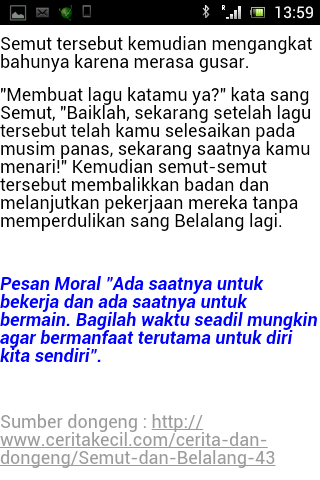 13:59
Semut tersebut kemudian mengangkat
bahunya karena merasa gusar.
"Membuat lagu katamu ya?" kata sang
Semut, "Baiklah, sekarang setelah lagu
tersebut telah kamu selesaikan pada
musim panas, sekarang saatnya kamu
menari!" Kemudian semut-semut
tersebut membalikkan badan dan
melanjutkan pekerjaan mereka tanpa
memperdulikan sang Belalang lagi.
Pesan Moral "Ada saatnya untuk
bekerja dan ada saatnya untuk
bermain. Bagilah waktu seadil mungkin
agar bermanfaat terutama untuk diri
kita sendiri".
Sumber dongeng : http://
www.ceritakecil.com/cerita-dan-
dongeng/Semut-dan-Belalang-43